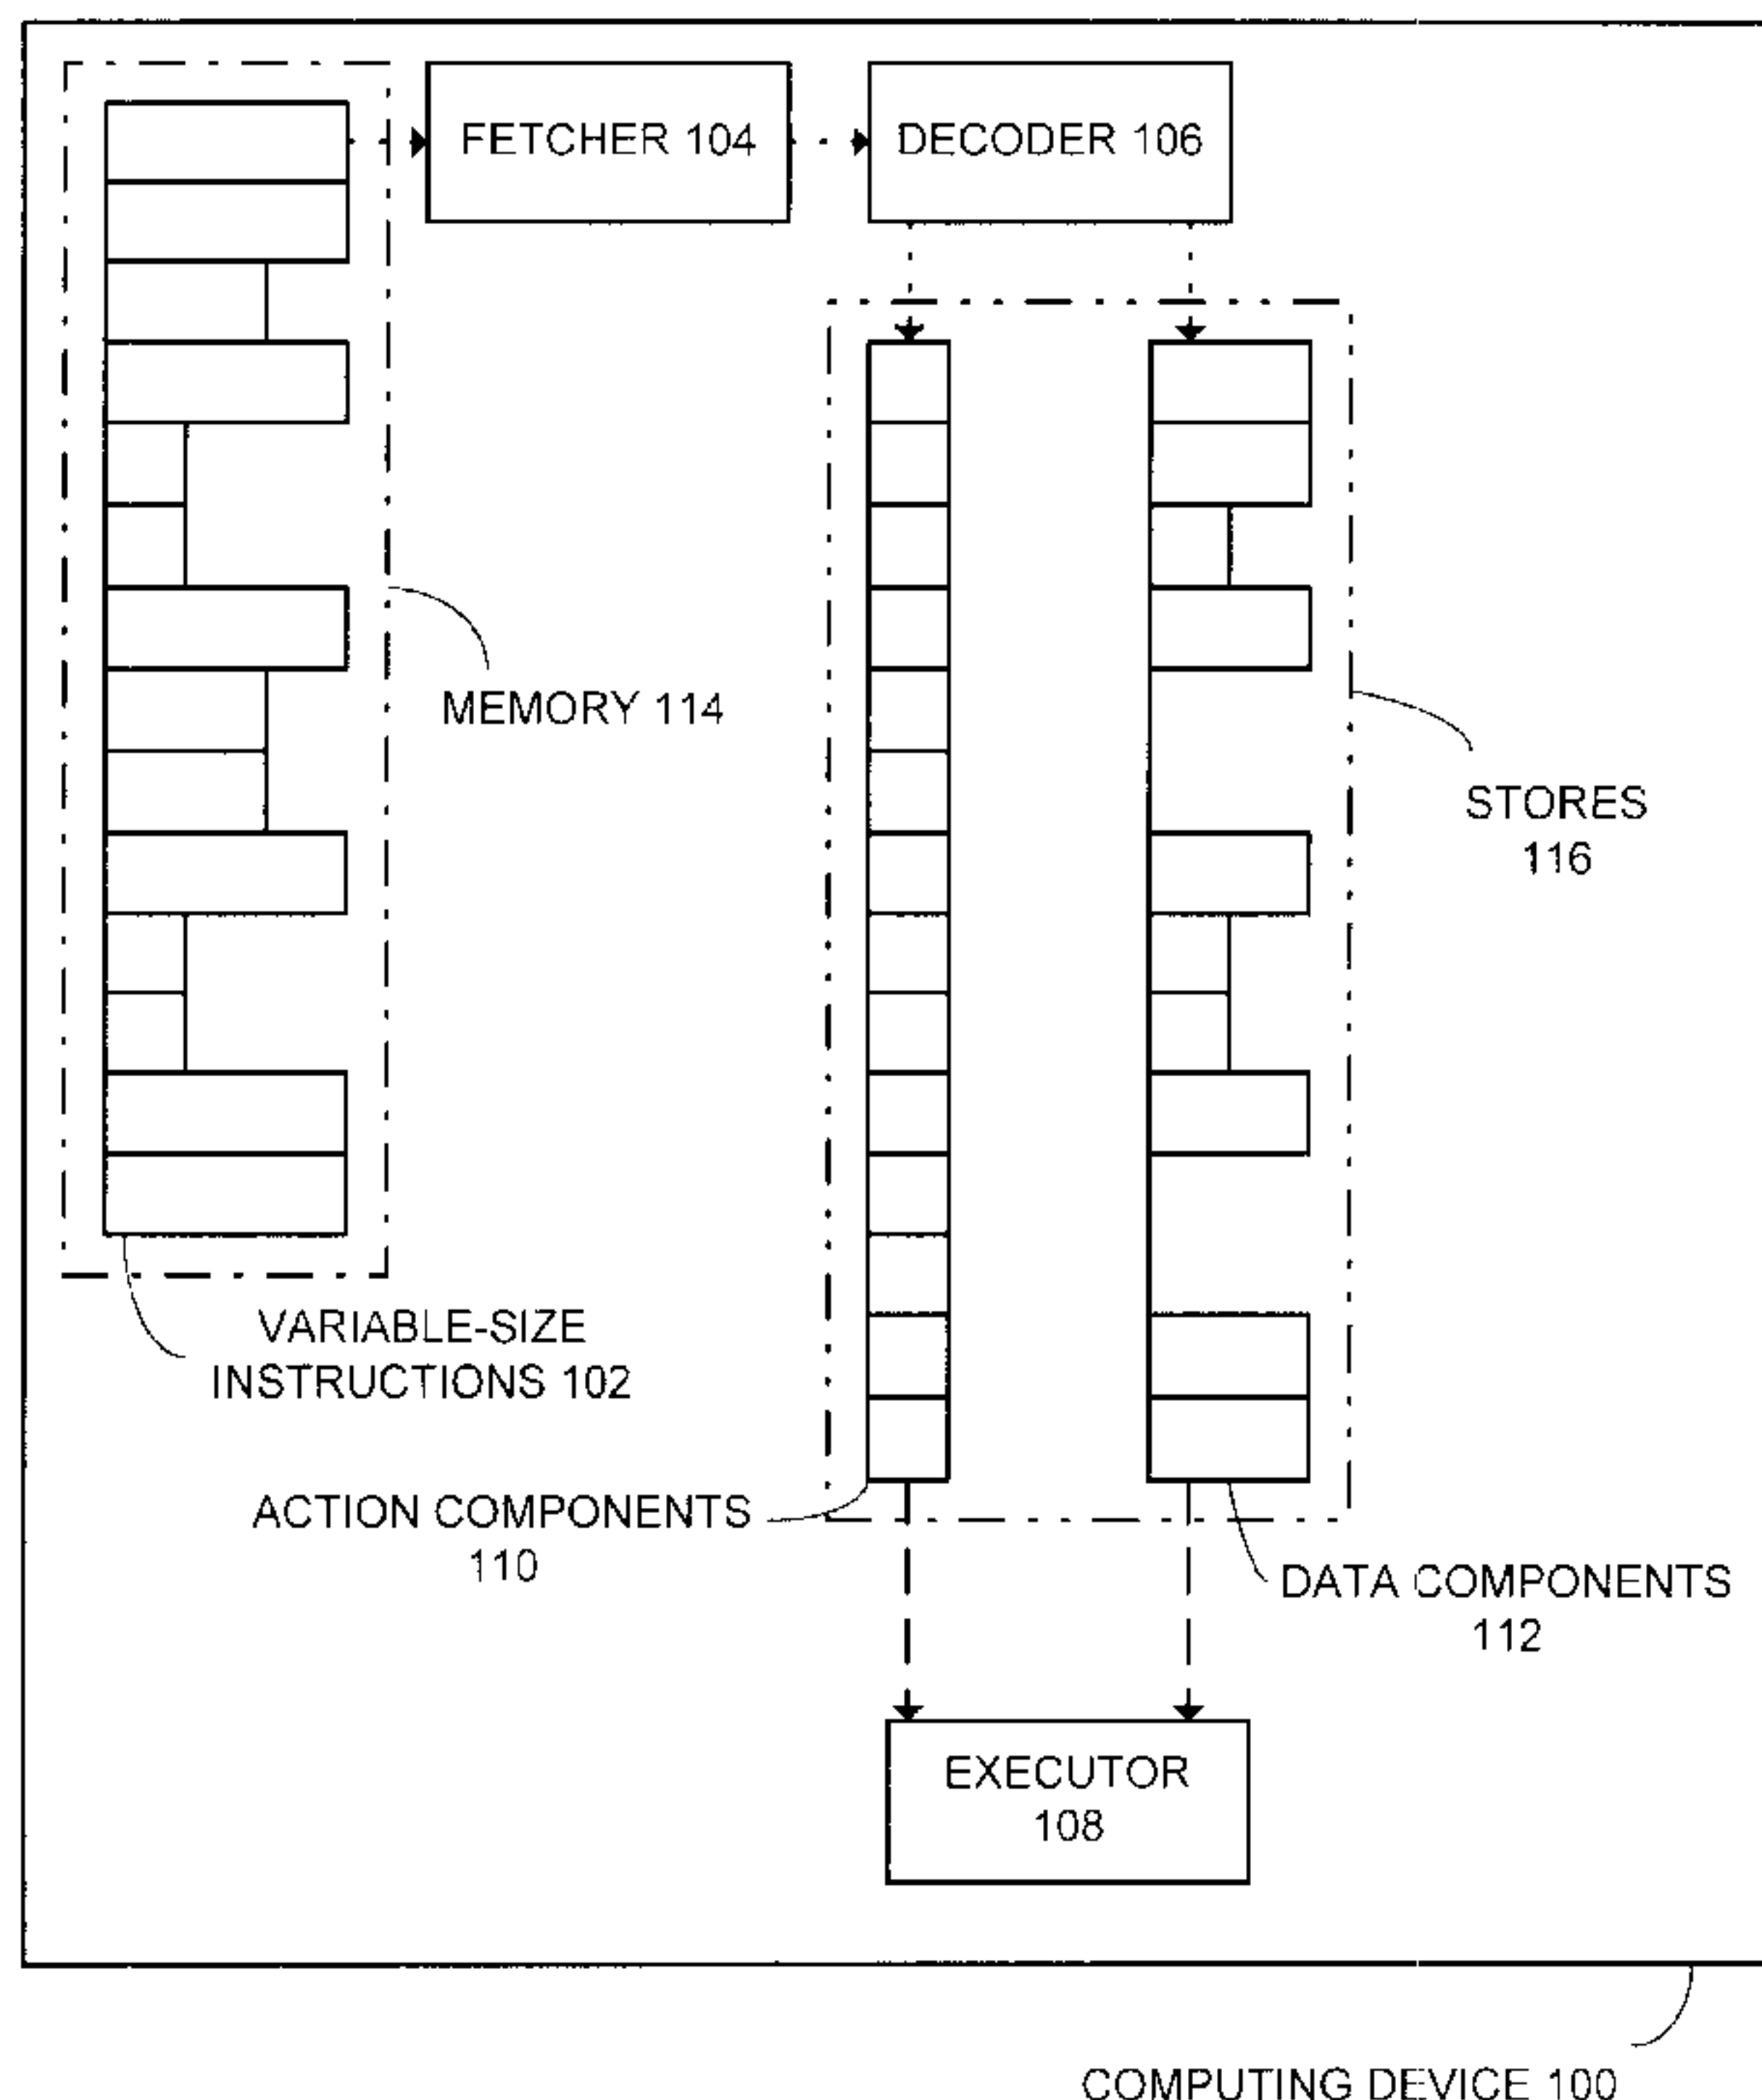 FETCHER 104
DECODER 106
MEMORY 114
STORES
116
VARIABLE-SIZE
INSTRUCTIONS 102
ACTION COMPONENTS
110
DATA COMPONENTS
112
EXECUTOR
108
COMPUTING DEVICE 100